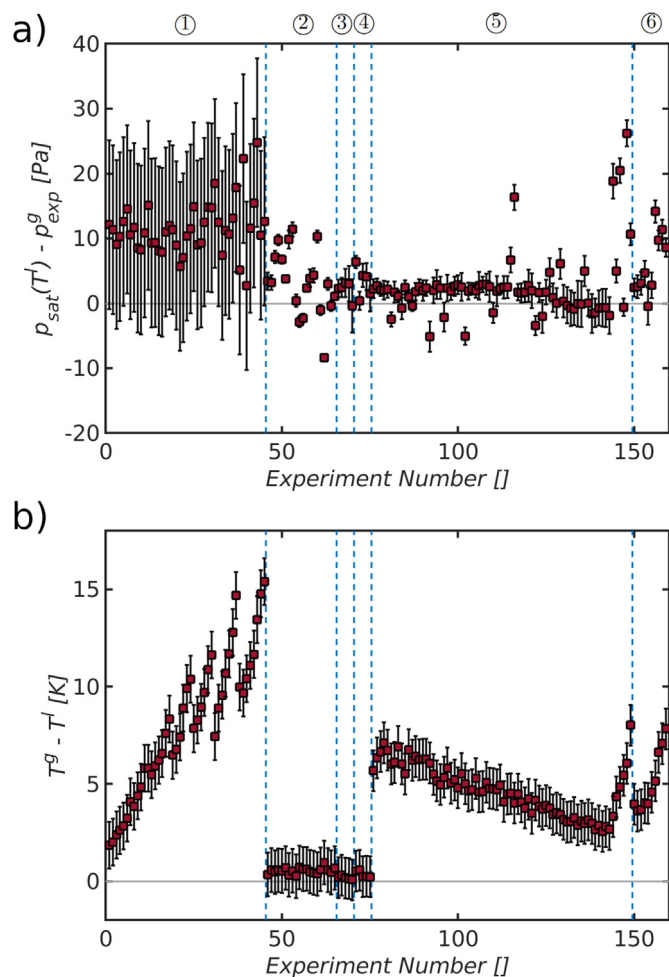 ① ② ③ ④ ⑤ ⑥
a)
40
30
20
10
0
-10
-20
p_sat(T^l) - p^g_exp [Pa]
0 50 100 150
Experiment Number []
b)
15
10
5
0
T^g - T^l [K]
0 50 100 150
Experiment Number []